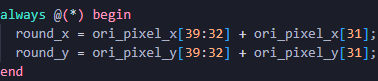 always @(*) begin
  round_x = ori_pixel_x[39:32] + ori_pixel_x[31];
  round_y = ori_pixel_y[39:32] + ori_pixel_y[31];
end